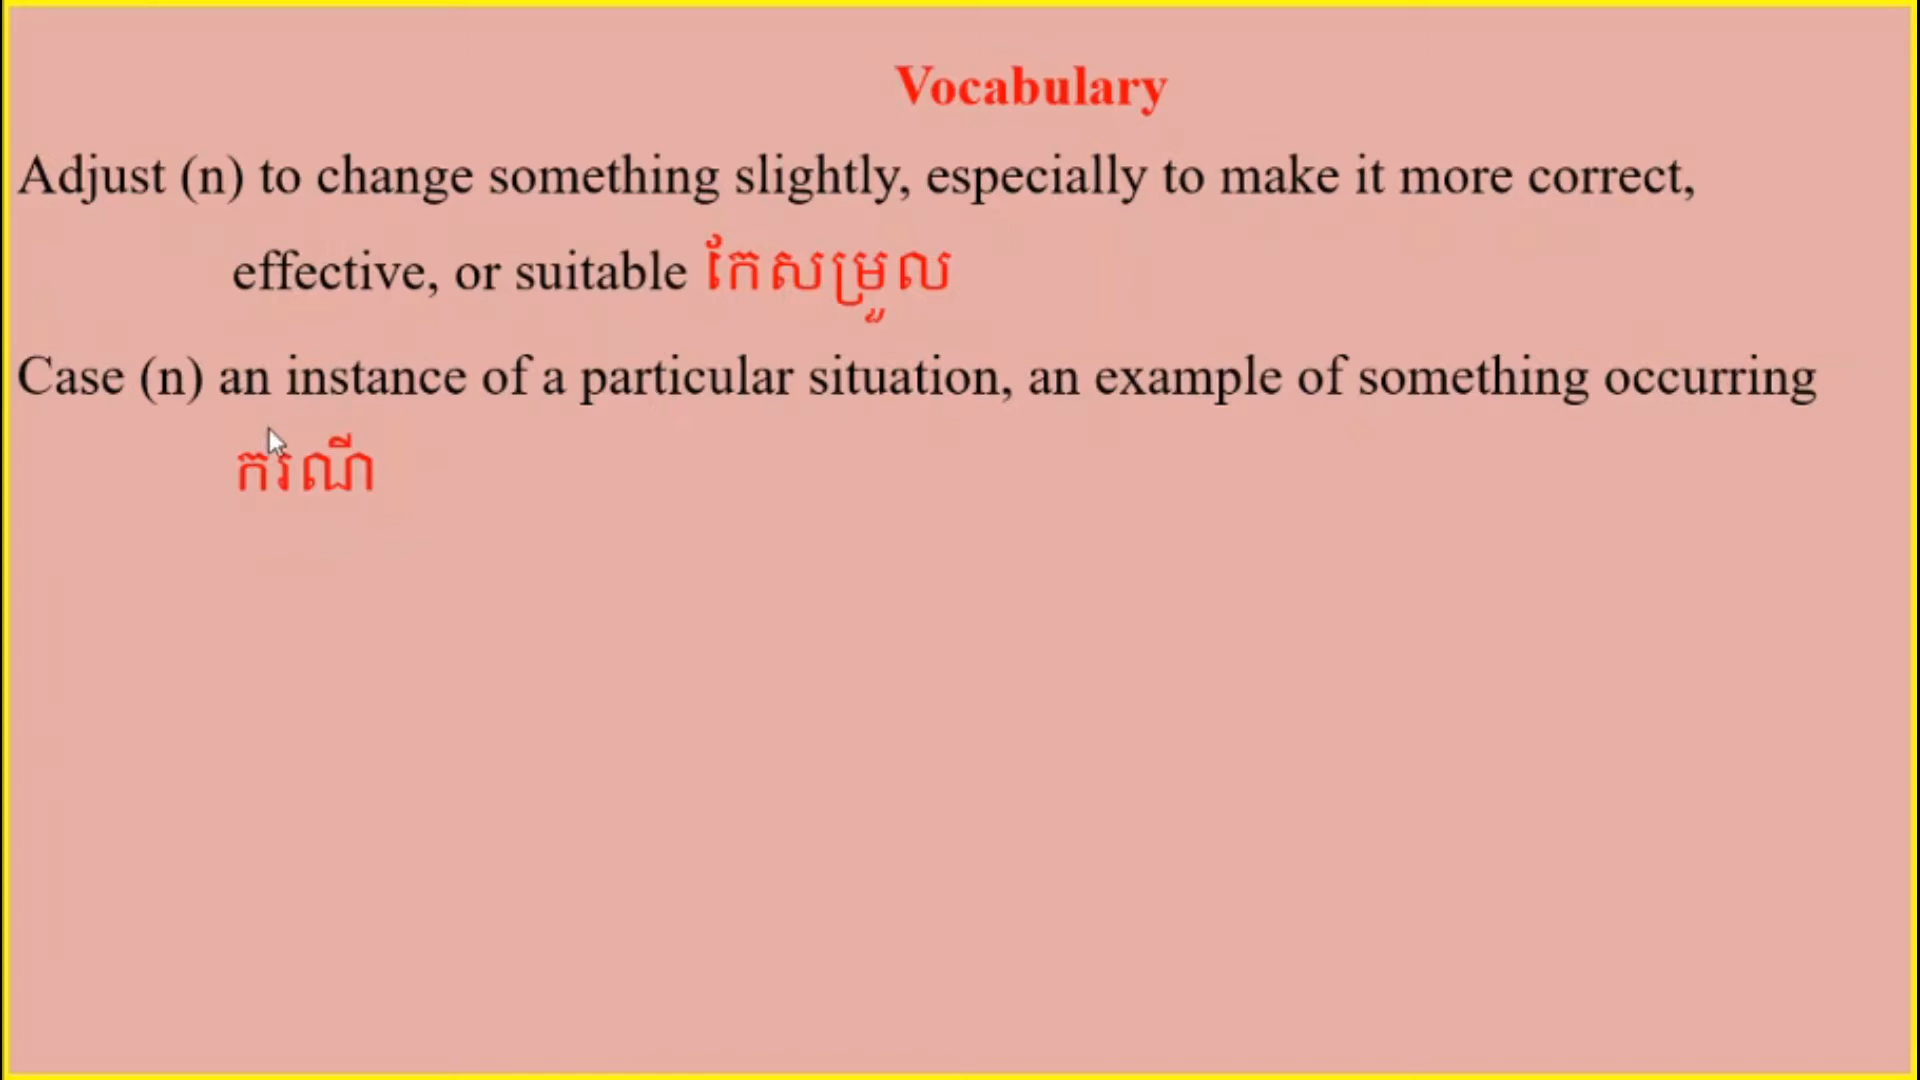 Vocabulary
Adjust (n) to change something slightly, especially to make it more correct,
effective, or suitable កែសម្រួល
Case (n) an instance of a particular situation, an example of something occurring
ករណី